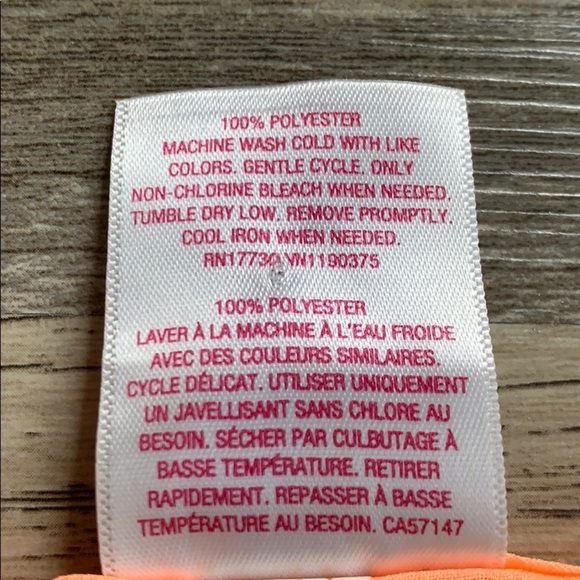 100% POLYESTER
MACHINE WASH COLD WITH LIKE
COLORS. GENTLE CYCLE. ONLY
NON-CHLORINE BLEACH WHEN NEEDED.
TUMBLE DRY LOW. REMOVE PROMPTLY.
COOL IRON WHEN NEEDED.
RN17730 VN1190375
100% POLYESTER
LAVER À LA MACHINE À L'EAU FROIDE
AVEC DES COULEURS SIMILAIRES.
CYCLE DÉLICAT. UTILISER UNIQUEMENT
UN JAVELLISANT SANS CHLORE AU
BESOIN. SÉCHER PAR CULBUTAGE À
BASSE TEMPÉRATURE. RETIRER
RAPIDEMENT. REPASSER À BASSE
TEMPÉRATURE AU BESOIN. CA57147